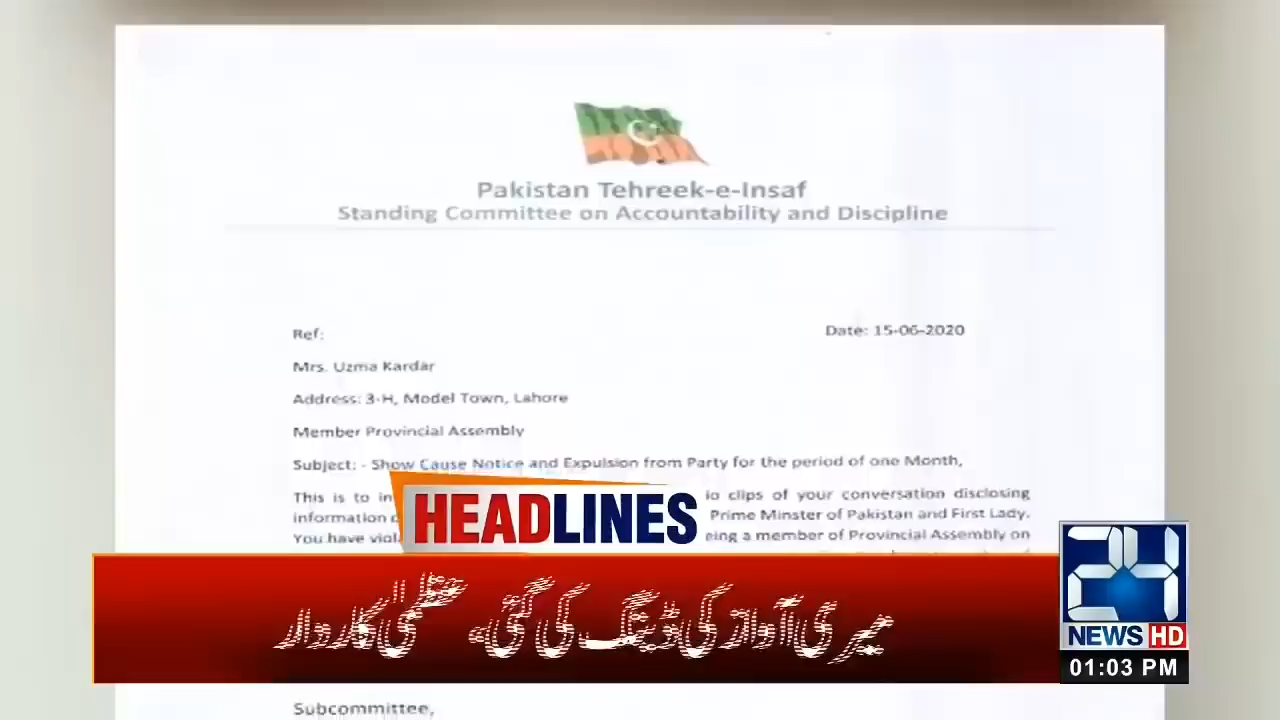 Pakistan Tehreek-e-Insaf
Standing Committee on Accountability and Discipline
Ref:
Date: 15-06-2020
Mrs. Uzma Kardar
Address: 3-H, Model Town, Lahore
Member Provincial Assembly
Subject: - Show Cause Notice and Expulsion from Party for the period of one Month,
This is to in io clips of your conversation disclosing
information Prime Minster of Pakistan and First Lady.
You have viol eing a member of Provincial Assembly on
HEADLINES
میری آواز کی ڈبنگ کی گئی، عظمیٰ کاردار
24
NEWS HD
01:03 PM
Subcommittee,